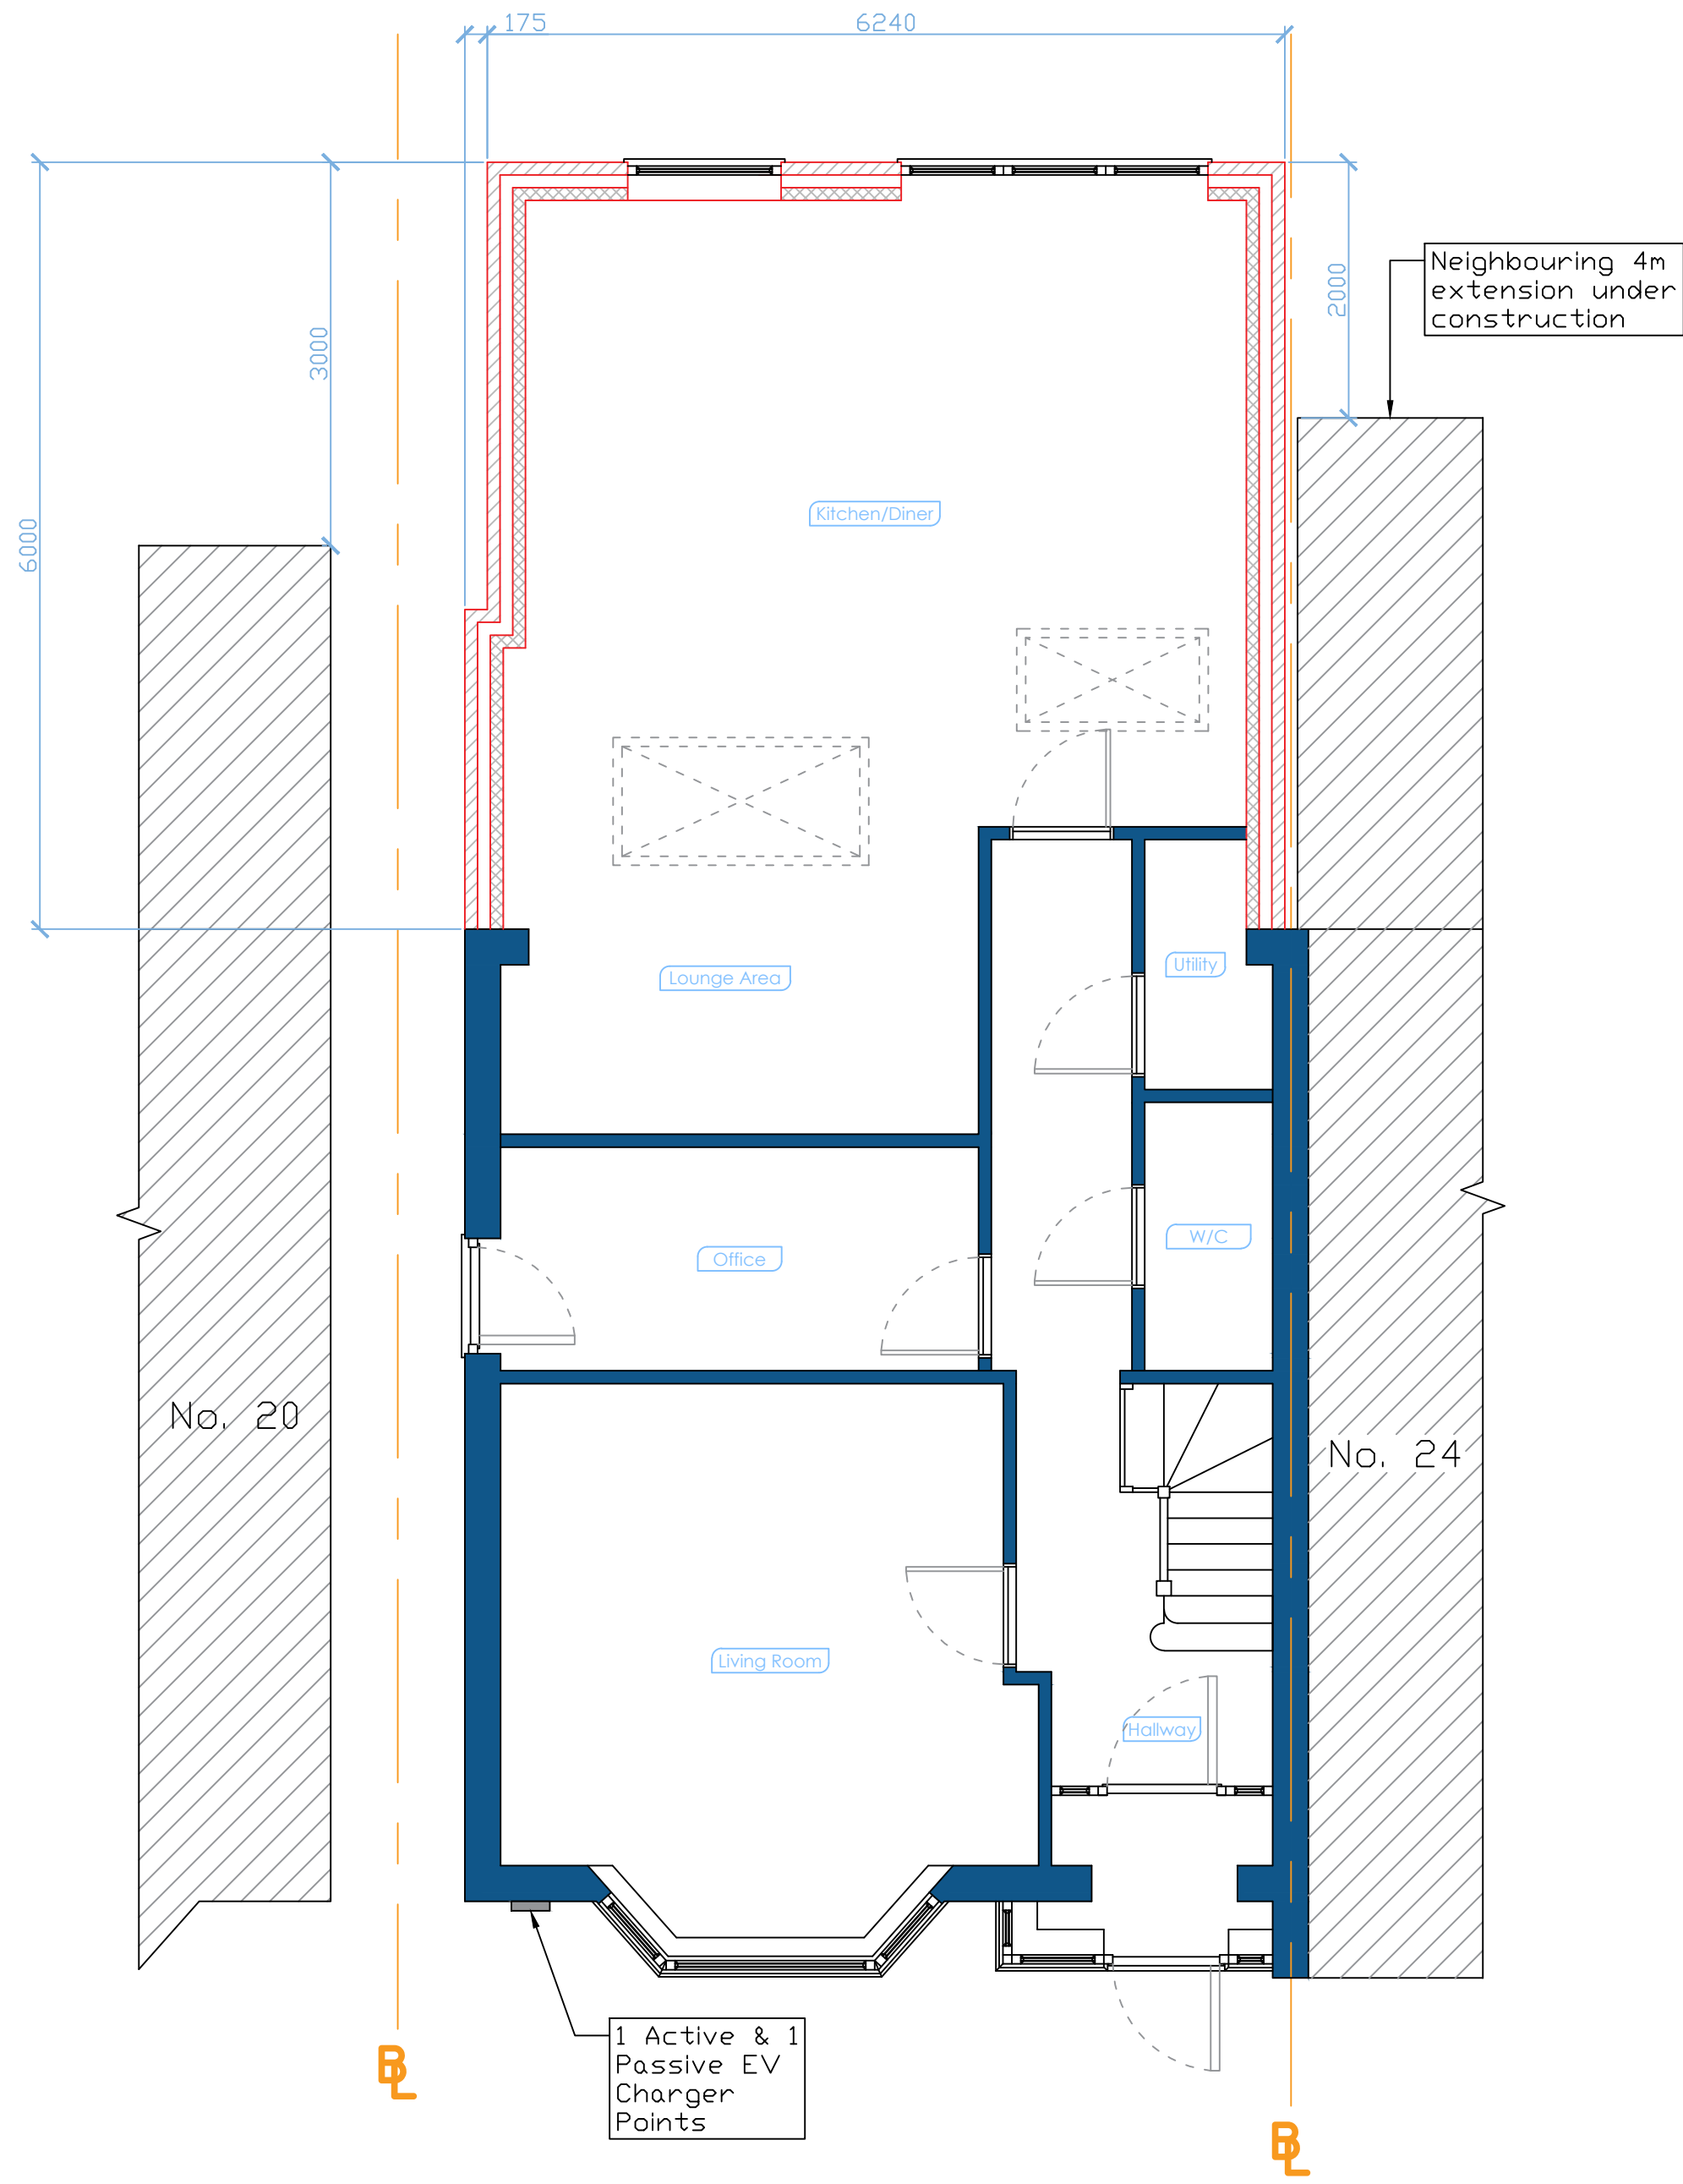 175
6240
Neighbouring 4m
extension under
construction
2000
3000
6000
Kitchen/Diner
Lounge Area
Utility
W/C
Office
No. 20
No. 24
Living Room
Hallway
1 Active & 1
Passive EV
Charger
Points
BL
BL